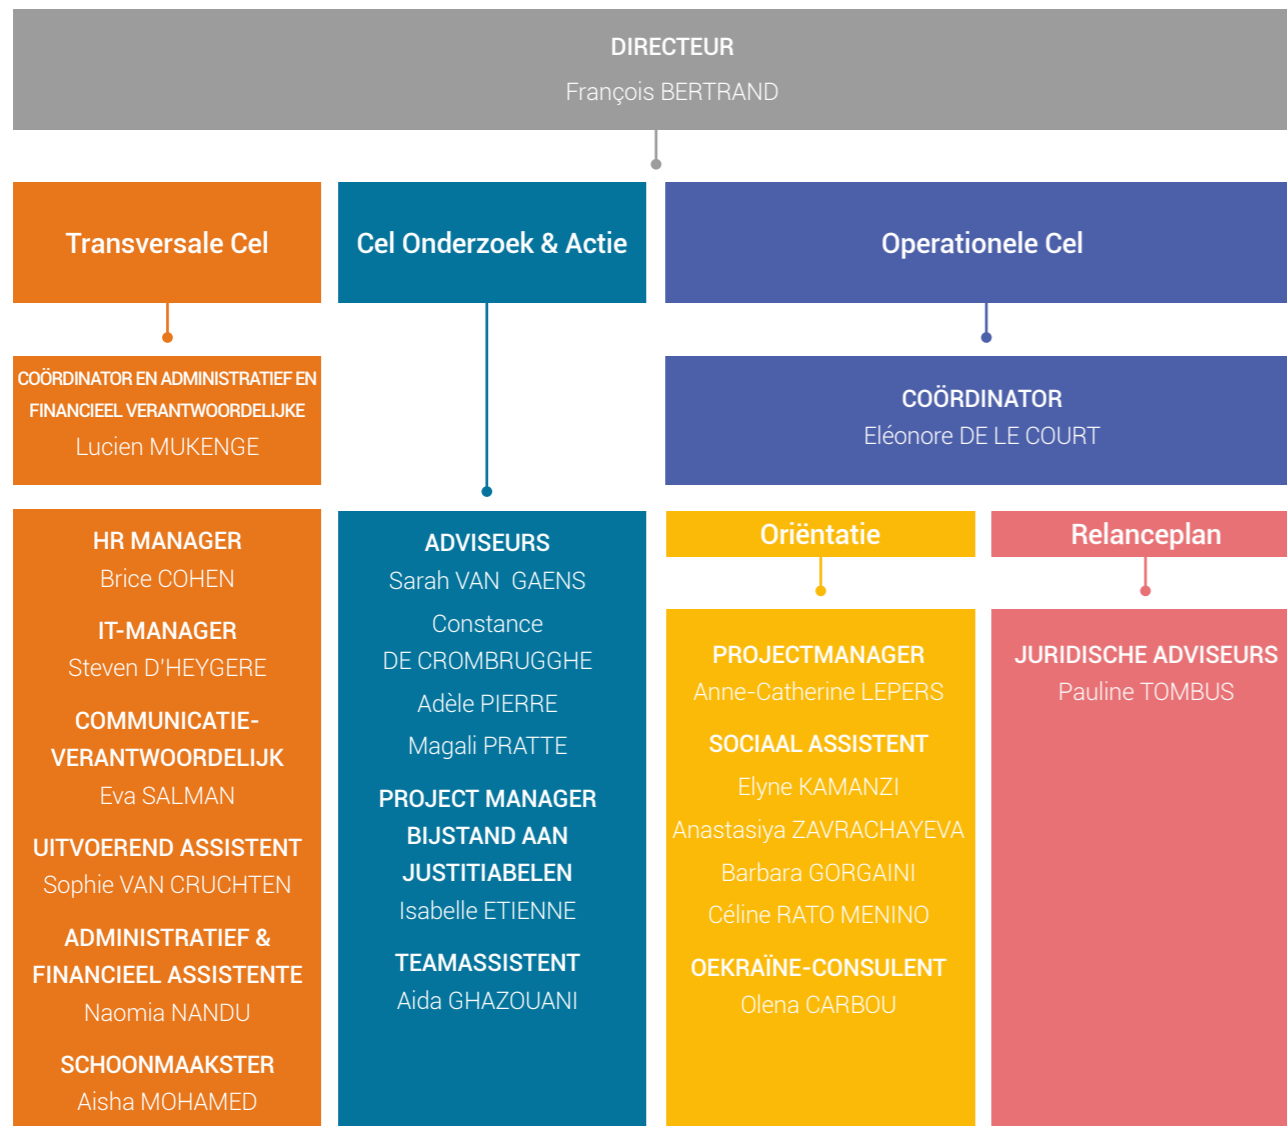 DIRECTEUR
François BERTRAND
Transversale Cel
COÖRDINATOR EN ADMINISTRATIEF EN
FINANCIEEL VERANTWOORDELIJKE
Lucien MUKENGE
HR MANAGER
Brice COHEN
IT-MANAGER
Steven D'HEYGERE
COMMUNICATIE-
VERANTWOORDELIJK
Eva SALMAN
UITVOEREND ASSISTENT
Sophie VAN CRUCHTEN
ADMINISTRATIEF &
FINANCIEEL ASSISTENTE
Naomia NANDU
SCHOONMAAKSTER
Aisha MOHAMED
Cel Onderzoek & Actie
ADVISEURS
Sarah VAN GAENS
Constance
DE CROMBRUGGHE
Adèle PIERRE
Magali PRATTE
PROJECT MANAGER
BIJSTAND AAN
JUSTITIABELEN
Isabelle ETIENNE
TEAMASSISTENT
Aida GHAZOUANI
Operationele Cel
COÖRDINATOR
Eléonore DE LE COURT
Oriëntatie
PROJECTMANAGER
Anne-Catherine LEPERS
SOCIAAL ASSISTENT
Elyne KAMANZI
Anastasiya ZAVRACHAYEVA
Barbara GORGAINI
Céline RATO MENINO
OEKRAÏNE-CONSULENT
Olena CARBOU
Relanceplan
JURIDISCHE ADVISEURS
Pauline TOMBUS